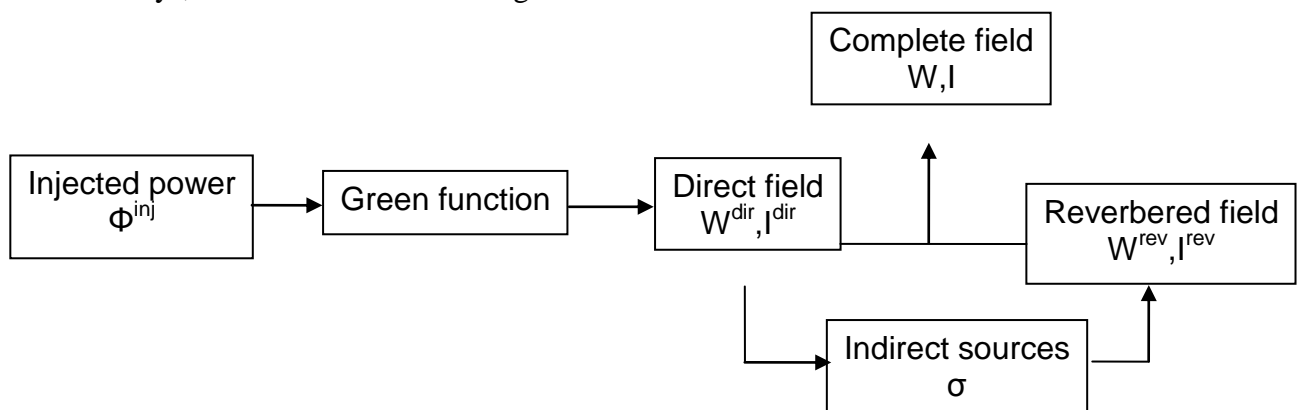 Complete field
W,I
Injected power
Φ^inj
Green function
Direct field
W^dir,I^dir
Reverbered field
W^rev,I^rev
Indirect sources
σ